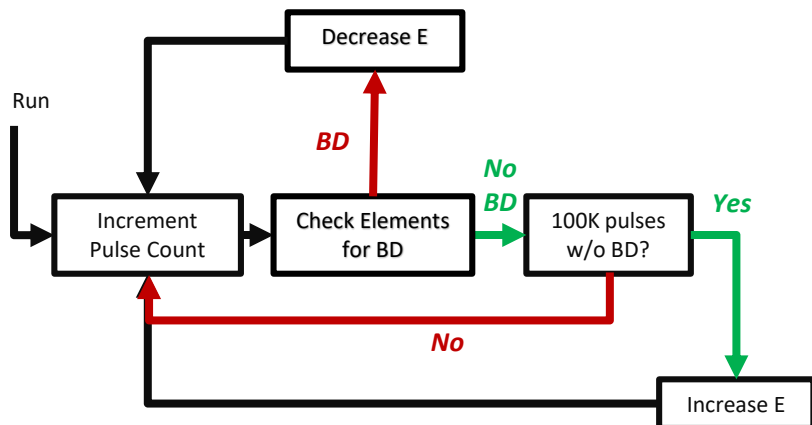 Decrease E
Run
BD
No
BD
Yes
Increment
Pulse Count
Check Elements
for BD
100K pulses
w/o BD?
No
Increase E